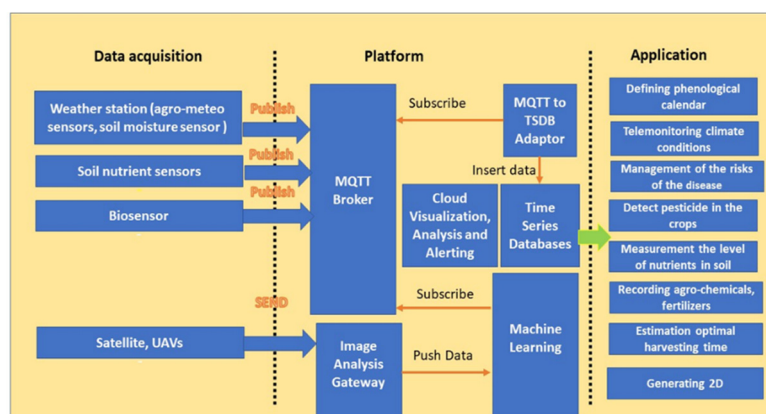 Data acquisition
Platform
Application
Weather station (agro-meteo
sensors, soil moisture sensor )
Publish
Soil nutrient sensors
Publish
Biosensor
Publish
Satellite, UAVs
SEND
MQTT
Broker
Subscribe
MQTT to
TSDB
Adaptor
Insert data
Cloud
Visualization,
Analysis and
Alerting
Time
Series
Databases
Subscribe
Machine
Learning
Image
Analysis
Gateway
Push Data
Defining phenological
calendar
Telemonitoring climate
conditions
Management of the risks
of the disease
Detect pesticide in the
crops
Measurement the level
of nutrients in soil
Recording agro-chemicals,
fertilizers
Estimation optimal
harvesting time
Generating 2D